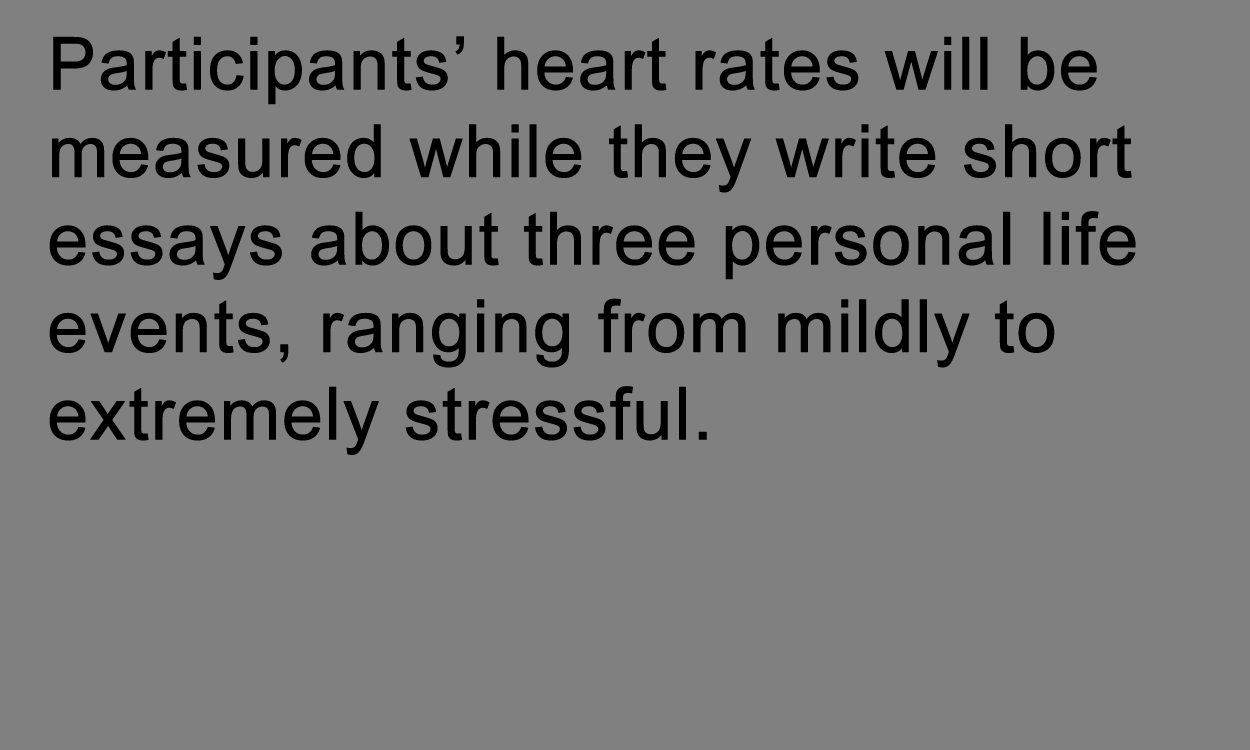 Participants’ heart rates will be
measured while they write short
essays about three personal life
events, ranging from mildly to
extremely stressful.